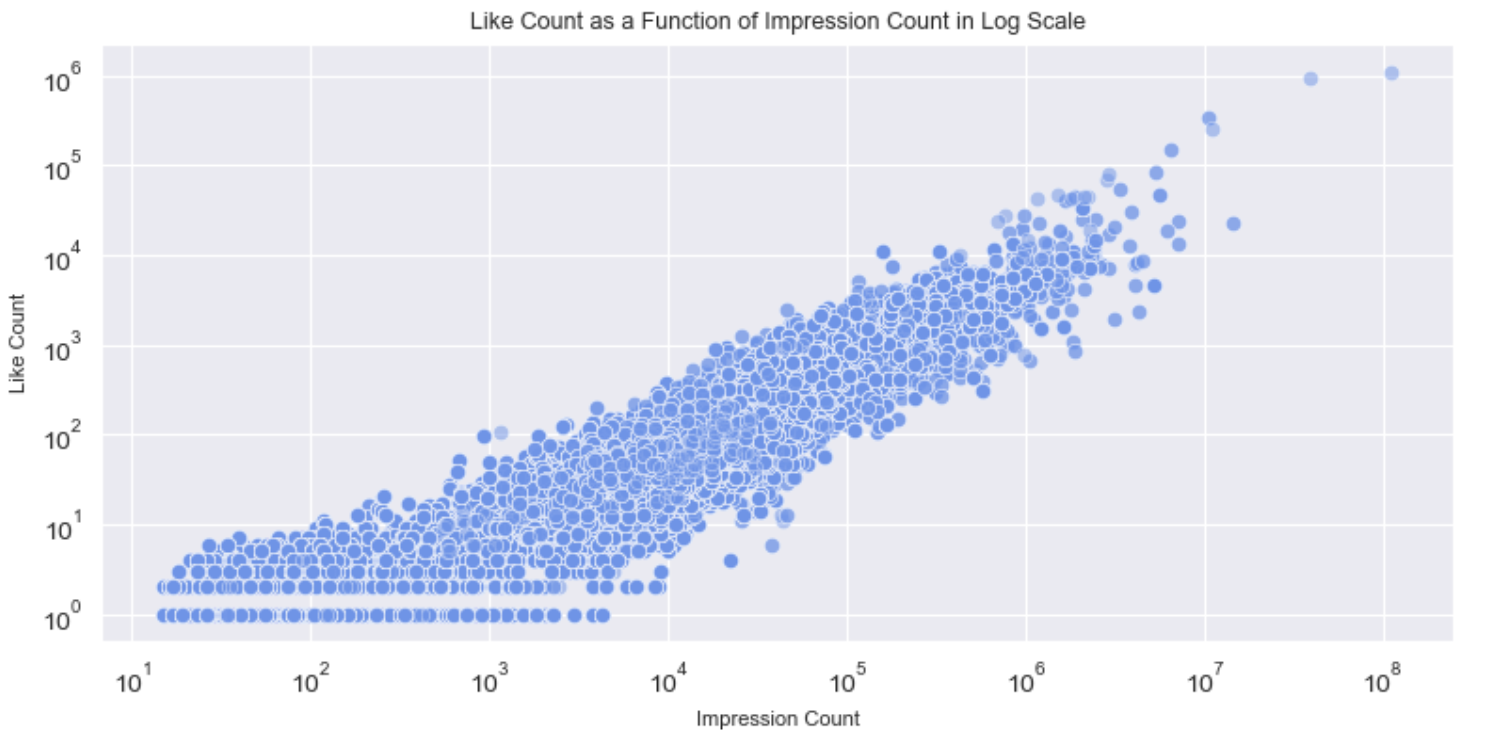 Like Count as a Function of Impression Count in Log Scale
10^6
10^5
10^4
10^3
10^2
10^1
10^0
Like Count
10^1 10^2 10^3 10^4 10^5 10^6 10^7 10^8
Impression Count